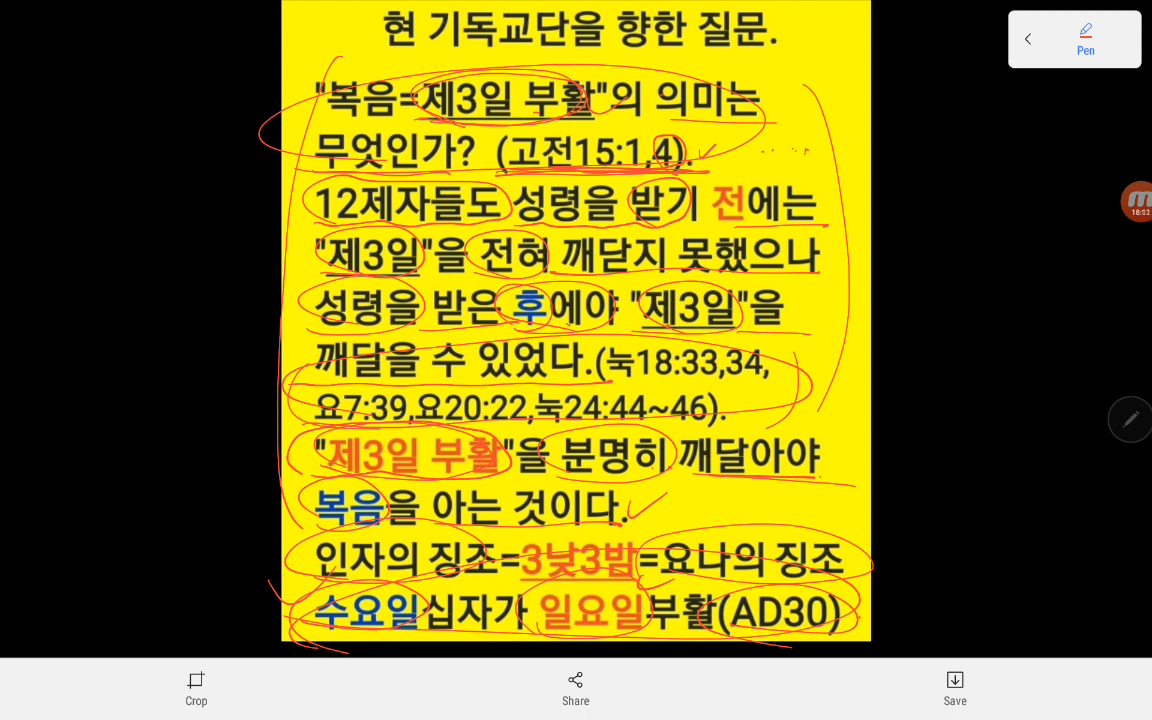 현 기독교단을 향한 질문.
"복음=제3일 부활"의 의미는
무엇인가? (고전15:1,4).
12제자들도 성령을 받기 전에는
"제3일"을 전혀 깨닫지 못했으나
성령을 받은 후에야 "제3일"을
깨달을 수 있었다.(눅18:33,34,
요7:39,요20:22,눅24:44~46).
"제3일 부활"을 분명히 깨달아야
복음을 아는 것이다.
인자의 징조=3낮3밤=요나의 징조
수요일십자가 일요일부활(AD30)
Pen
16:02
Crop
Share
Save